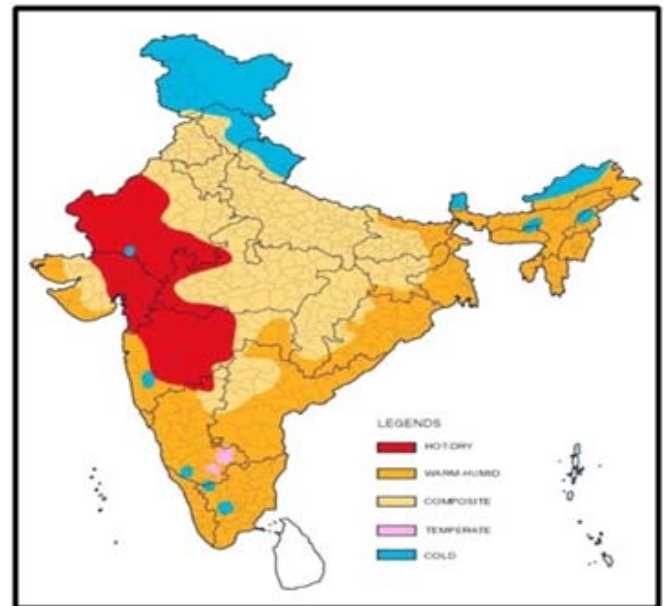 LEGENDS
HOT-DRY
WARM-HUMID
COMPOSITE
TEMPERATE
COLD